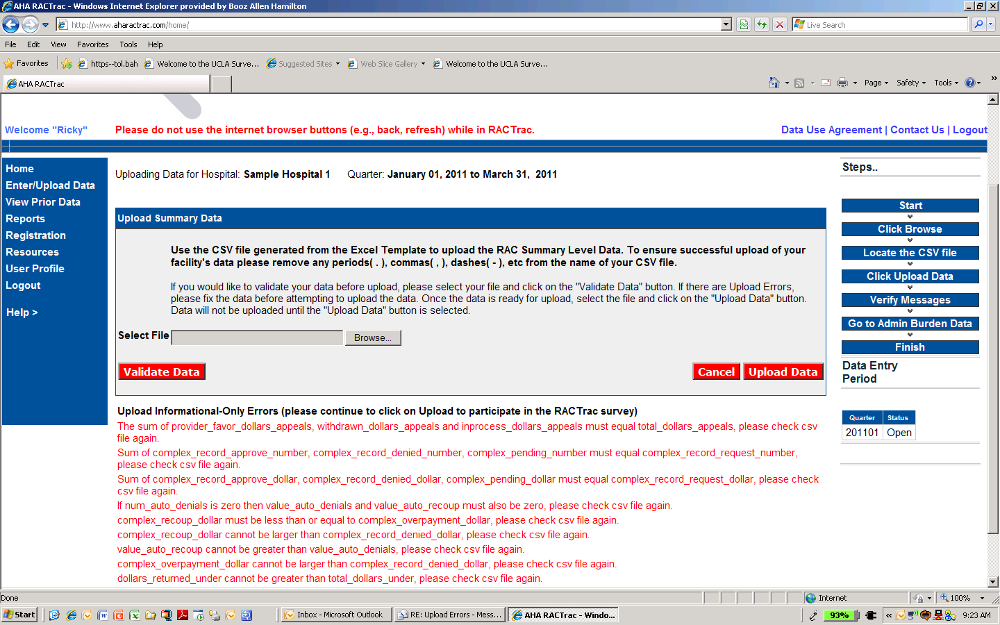 AHA RACTrac - Windows Internet Explorer provided by Booz Allen Hamilton
http://www.aharactrac.com/home/
Live Search
File Edit View Favorites Tools Help
Favorites https--tol.bah Welcome to the UCLA Surve... Suggested Sites Web Slice Gallery Welcome to the UCLA Surve...
AHA RACTrac
Page Safety Tools »
Welcome "Ricky" Please do not use the internet browser buttons (e.g., back, refresh) while in RACTrac. Data Use Agreement | Contact Us | Logout
Home
Enter/Upload Data
View Prior Data
Reports
Registration
Resources
User Profile
Logout
Help >
Uploading Data for Hospital: Sample Hospital 1 Quarter: January 01, 2011 to March 31, 2011
Upload Summary Data
Use the CSV file generated from the Excel Template to upload the RAC Summary Level Data. To ensure successful upload of your
facility's data please remove any periods( . ), commas( , ), dashes( - ), etc from the name of your CSV file.
If you would like to validate your data before upload, please select your file and click on the "Validate Data" button. If there are Upload Errors,
please fix the data before attempting to upload the data. Once the data is ready for upload, select the file and click on the "Upload Data" button.
Data will not be uploaded until the "Upload Data" button is selected.
Select File Browse...
Validate Data Cancel Upload Data
Upload Informational-Only Errors (please continue to click on Upload to participate in the RACTrac survey)
The sum of provider_favor_dollars_appeals, withdrawn_dollars_appeals and inprocess_dollars_appeals must equal total_dollars_appeals, please check csv
file again.
Sum of complex_record_approve_number, complex_record_denied_number, complex_pending_number must equal complex_record_request_number,
please check csv file again.
Sum of complex_record_approve_dollar, complex_record_denied_dollar, complex_pending_dollar must equal complex_record_request_dollar, please check
csv file again.
If num_auto_denials is zero then value_auto_denials and value_auto_recoup must also be zero, please check csv file again.
complex_recoup_dollar must be less than or equal to complex_overpayment_dollar, please check csv file again.
complex_recoup_dollar cannot be larger than complex_record_denied_dollar, please check csv file again.
value_auto_recoup cannot be greater than value_auto_denials, please check csv file again.
complex_overpayment_dollar cannot be larger than complex_record_denied_dollar, please check csv file again.
dollars_returned_under cannot be greater than total_dollars_under, please check csv file again.
Steps..
Start
Click Browse
Locate the CSV file
Click Upload Data
Verify Messages
Go to Admin Burden Data
Finish
Data Entry
Period
Quarter Status
201101 Open
Done Internet 100%
Start Inbox - Microsoft Outlook RE: Upload Errors - Mess... AHA RACTrac - Windo... 93% « 9:23 AM